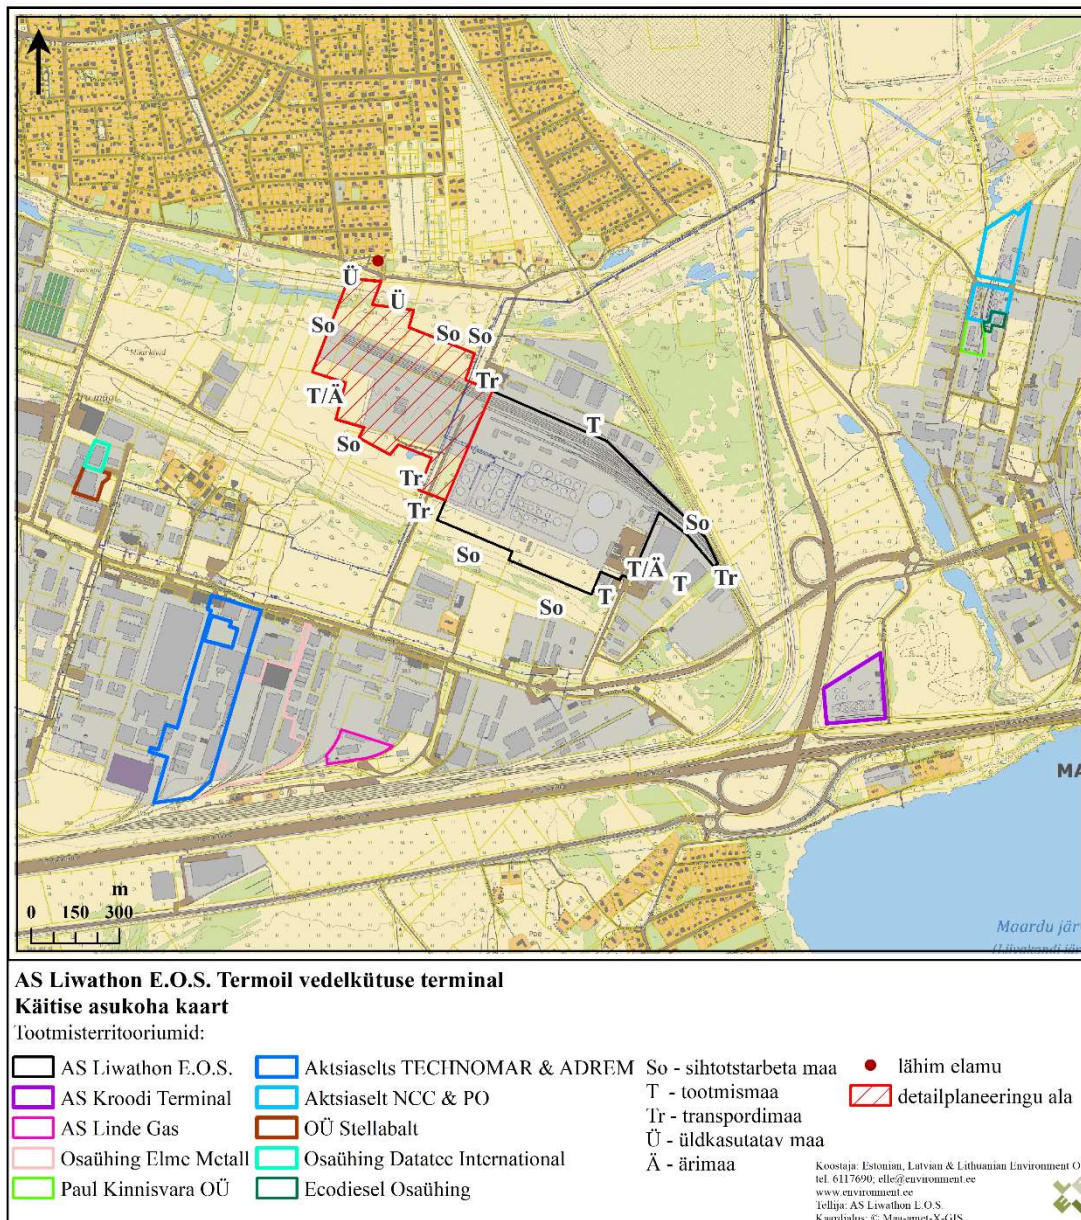 Ü
Ü
So
So
So
Tr
T/Ä
T
So
Tr
Tr
So
So
T/Ä
T
Tr
T
So
MA
m
0 150 300
Maardu jär
AS Liwathon E.O.S. Termoil vedelkütuse terminal
Käitise asukoha kaart
Tootmisterritooriumid:
AS Liwathon E.O.S.
AS Kroodi Terminal
AS Linde Gas
Osaühing Elme Metall
Paul Kinnisvara OÜ
Aktsiaselts TECHNOMAR & ADREM
Aktsiaselt NCC & PO
OÜ Stellabalt
Osaühing Datatec International
Ecodiesel Osaühing
So - sihtotstarbeta maa
T - tootmismaa
Tr - transpordimaa
Ü - üldkasutatav maa
Ä - ärimaa
lähim elamu
detailplaneeringu ala
Koostaja: Estonian, Latvian & Lithuanian Environment O
tel. 6117690; elle@environment.ee
www.environment.ee
Tellija: AS Liwathon E.O.S.
Kaardialus: © Maa-amet X-GIS